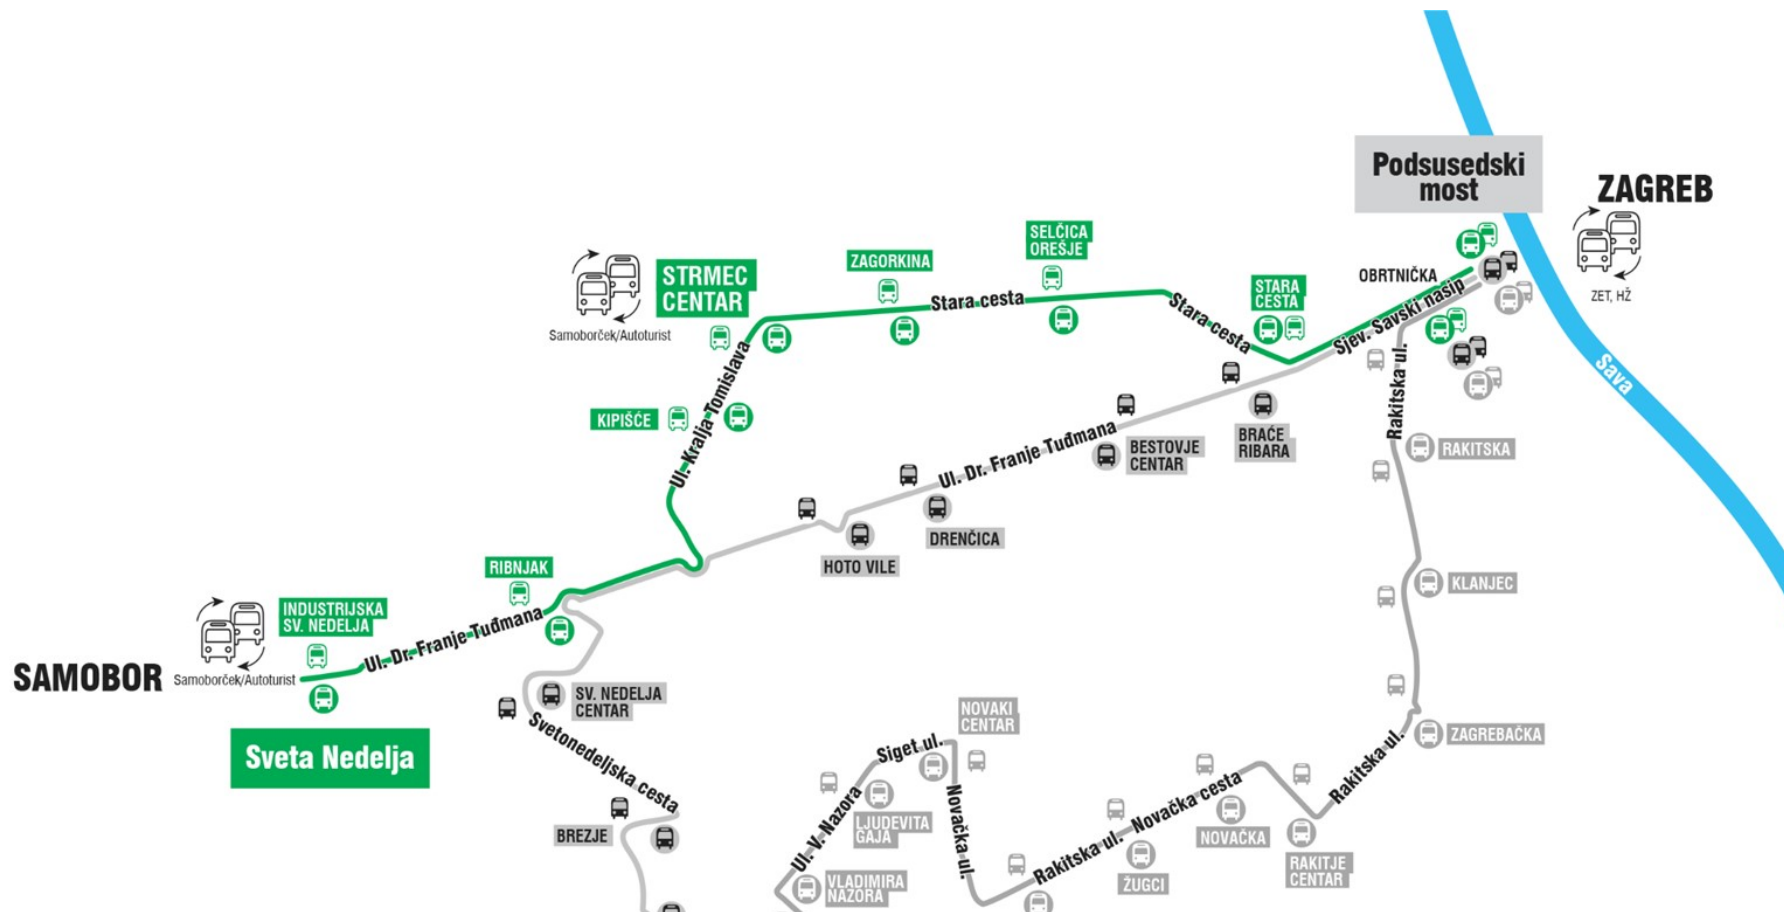 Podsusedski
most
ZAGREB
ZET, HŽ
SELČICA
OREŠJE
ZAGORKINA
STRMEC
CENTAR
Samoborček/Autoturist
STARA
CESTA
OBRTNIČKA
Stara cesta
Stara cesta
Sjev. Savski nasip
Sava
Ul. Kralja Tomislava
KIPIŠĆE
Rakitska ul.
RAKITSKA
BRAĆE
RIBARA
BESTOVJE
CENTAR
Ul. Dr. Franje Tuđmana
DRENČICA
HOTO VILE
RIBNJAK
KLANJEC
INDUSTRIJSKA
SV. NEDELJA
Ul. Dr. Franje Tuđmana
SAMOBOR
Samoborček/Autoturist
Sveta Nedelja
SV. NEDELJA
CENTAR
Svetonedeljska cesta
BREZJE
NOVAKI
CENTAR
Siget ul.
ZAGREBAČKA
Rakitska ul.
Ul. V. Nazora
LJUDEVITA
GAJA
Novačka ul.
Novačka cesta
NOVAČKA
Rakitska ul.
RAKITJE
CENTAR
ŽUGCI
VLADIMIRA
NAZORA